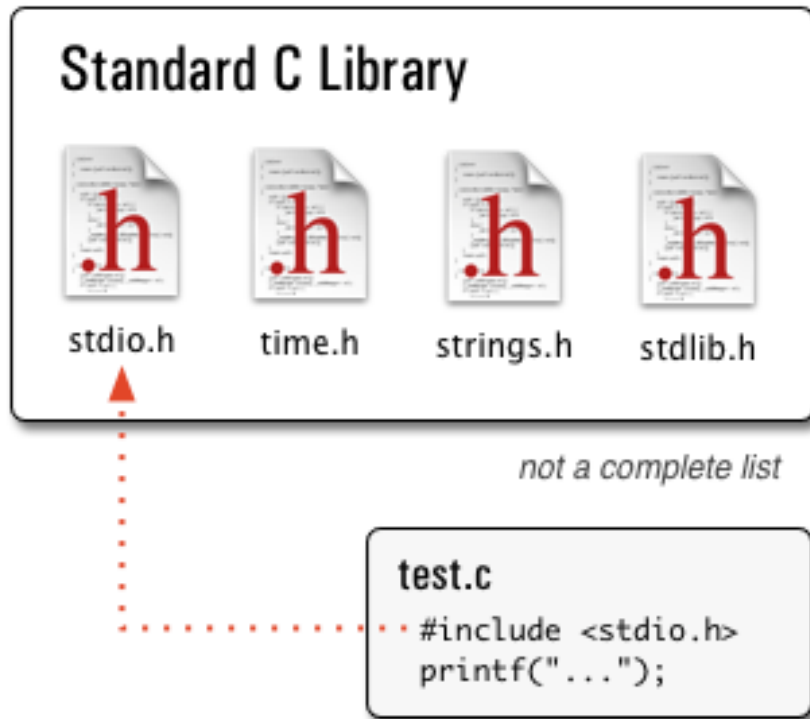 Standard C Library
.h .h .h .h
stdio.h time.h strings.h stdlib.h
not a complete list
test.c
#include <stdio.h>
printf("...");